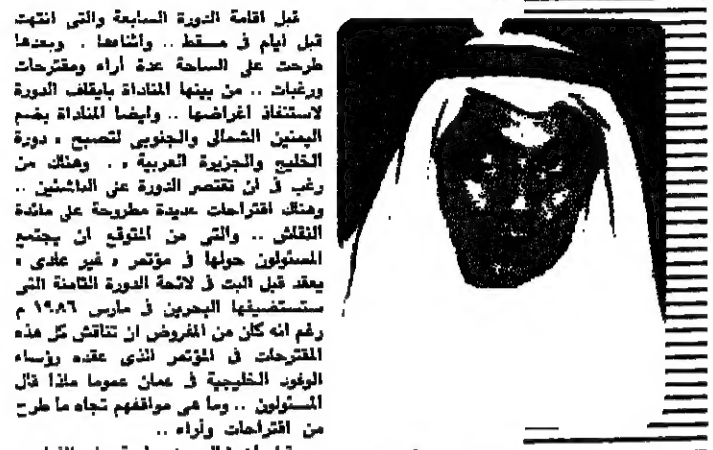 قبل اقامة الدورة السابعة والتى انتهت
قبل ايام فى مسقط .. واثناءها . وبعدها
طرحت على الساحة عدة آراء ومقترحات
ورغبات .. من بينها المناداة بايقاف الدورة
لاستنفاذ اغراضها .. وايضا المناداة بضم
اليمنين الشمالى والجنوبى لتصبح « دورة
الخليج والجزيرة العربية » . وهناك من
رغب فى ان تقتصر الدورة على الناشئين ..
وهناك اقتراحات عديدة مطروحة على مائدة
النقاش .. والتى من المتوقع ان يجتمع
المسئولون حولها فى مؤتمر « غير عادى »
يعقد قبل البت فى لائحة الدورة الثامنة التى
ستستضيفها البحرين فى مارس ١٩٨٦ م
رغم انه كان من المفروض ان تناقش كل هذه
المقترحات فى المؤتمر الذى عقده رؤساء
الوفود الخليجية فى عمان عموما ماذا قال
المسئولون .. وما هى مواقفهم تجاه ما طرح
من اقتراحات وآراء ..